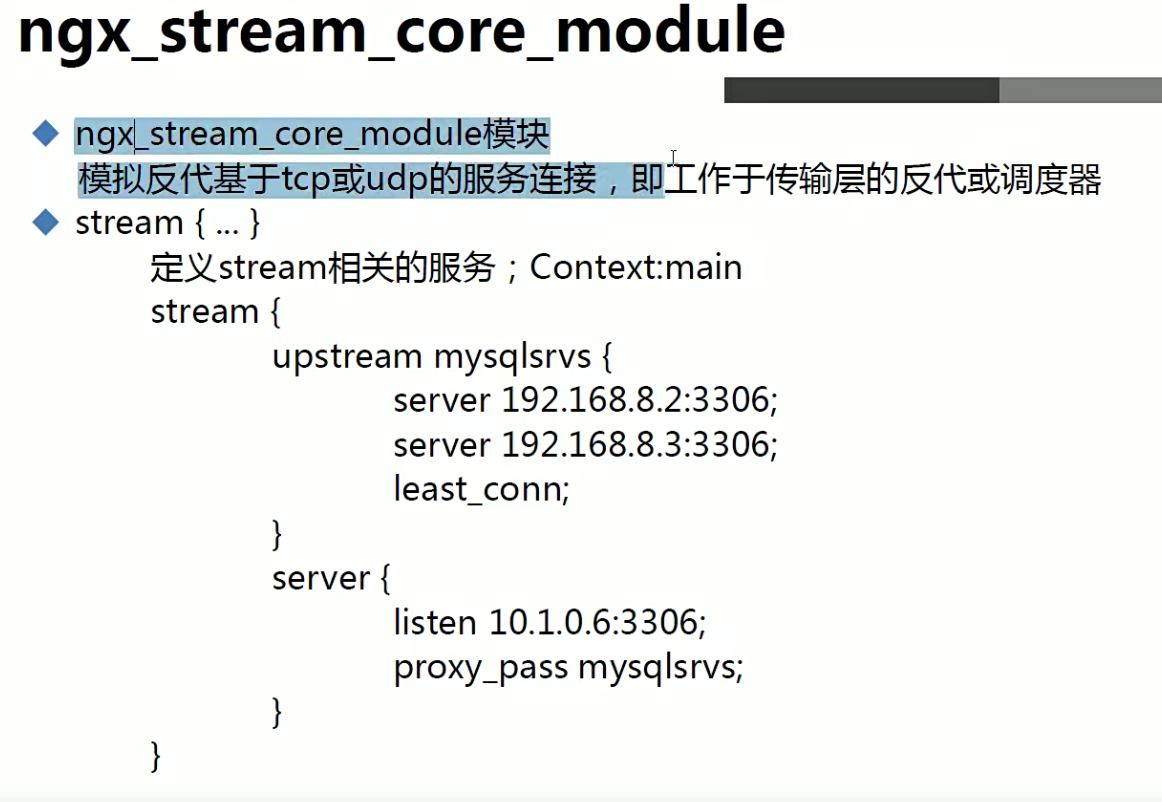 ngx_stream_core_module
ngx_stream_core_module模块
模拟反代基于tcp或udp的服务连接，即工作于传输层的反代或调度器
stream { ... }
定义stream相关的服务；Context:main
stream {
upstream mysqlsrvs {
server 192.168.8.2:3306;
server 192.168.8.3:3306;
least_conn;
}
server {
listen 10.1.0.6:3306;
proxy_pass mysqlsrvs;
}
}